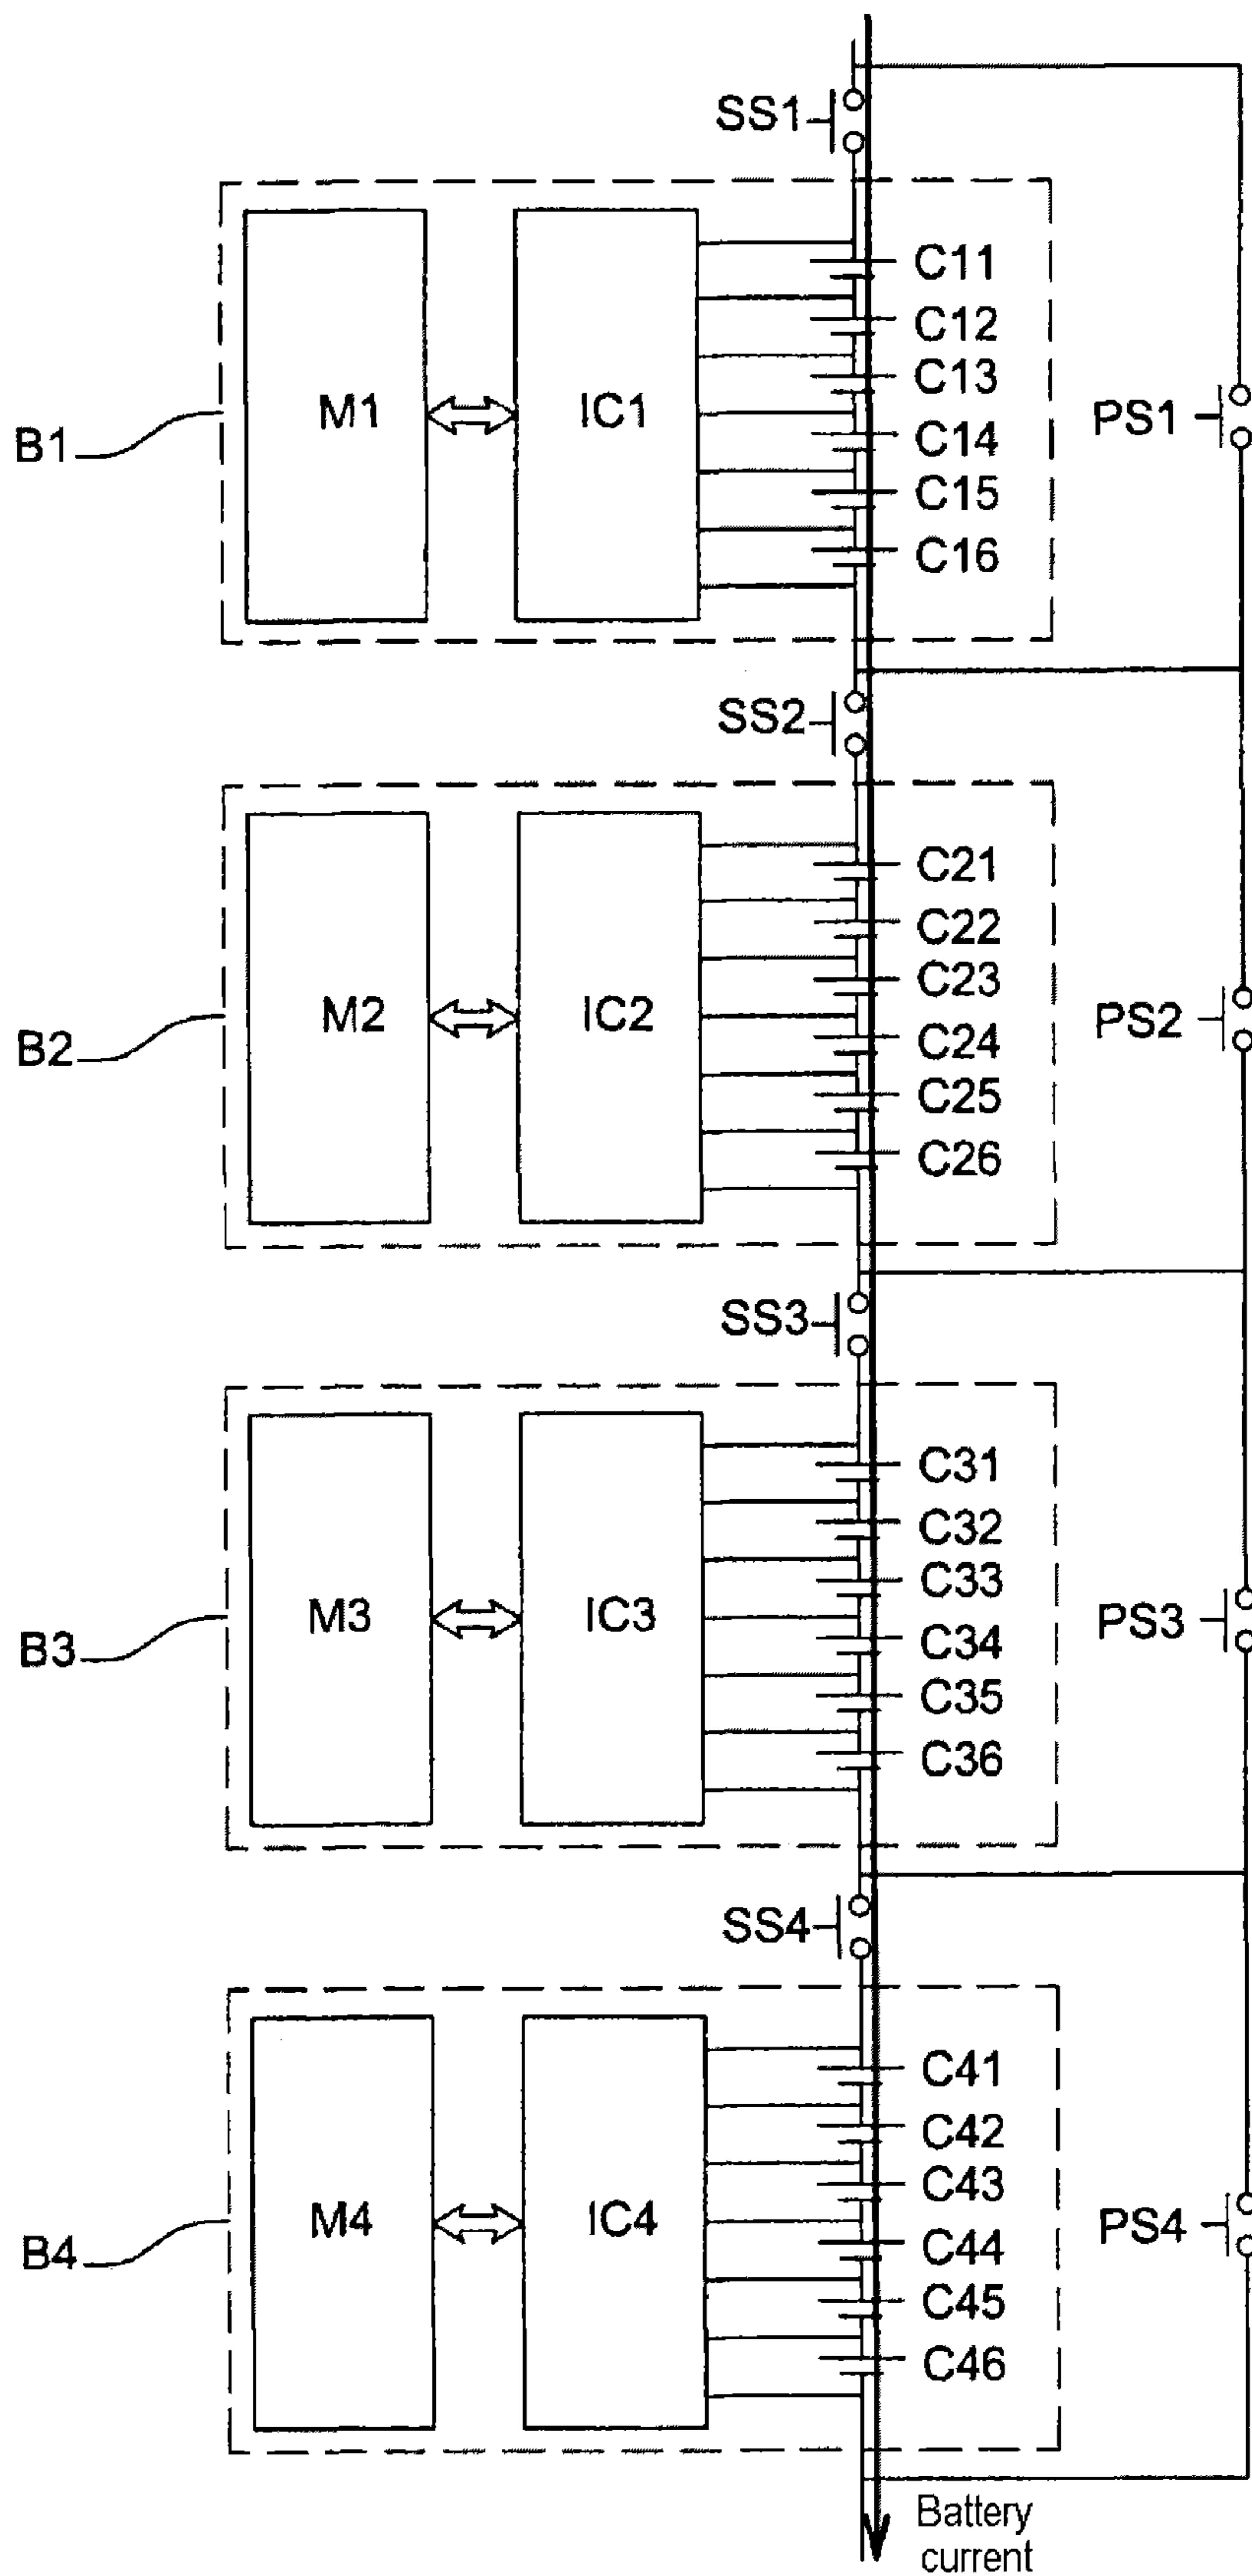 SS1
C11
C12
C13
C14
C15
C16
M1
IC1
B1
PS1
SS2
C21
C22
C23
C24
C25
C26
M2
IC2
B2
PS2
SS3
C31
C32
C33
C34
C35
C36
M3
IC3
B3
PS3
SS4
C41
C42
C43
C44
C45
C46
M4
IC4
B4
PS4
Battery
current